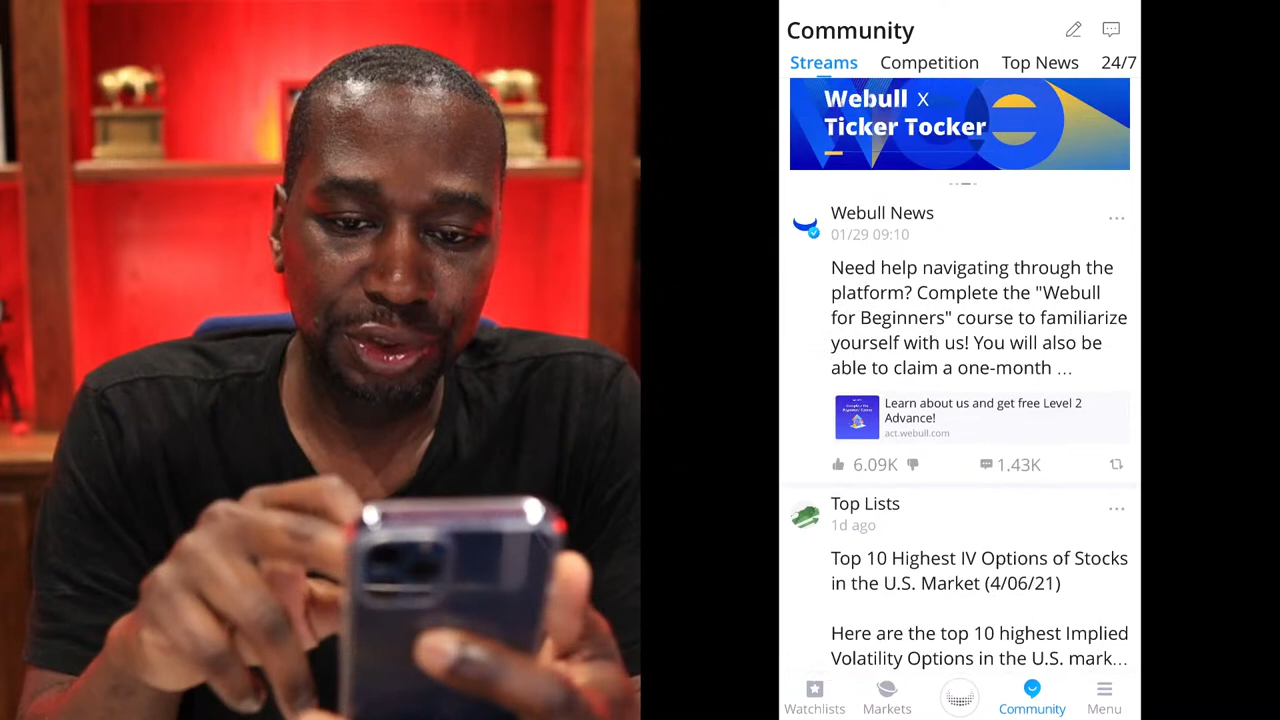 Community
Streams Competition Top News 24/7
Webull X
Ticker Tocker
Webull News
01/29 09:10
Need help navigating through the
platform? Complete the "Webull
for Beginners" course to familiarize
yourself with us! You will also be
able to claim a one-month ...
Learn about us and get free Level 2
Advance!
act.webull.com
6.09K 1.43K
Top Lists
1d ago
Top 10 Highest IV Options of Stocks
in the U.S. Market (4/06/21)
Here are the top 10 highest Implied
Volatility Options in the U.S. mark...
Watchlists Markets Community Menu